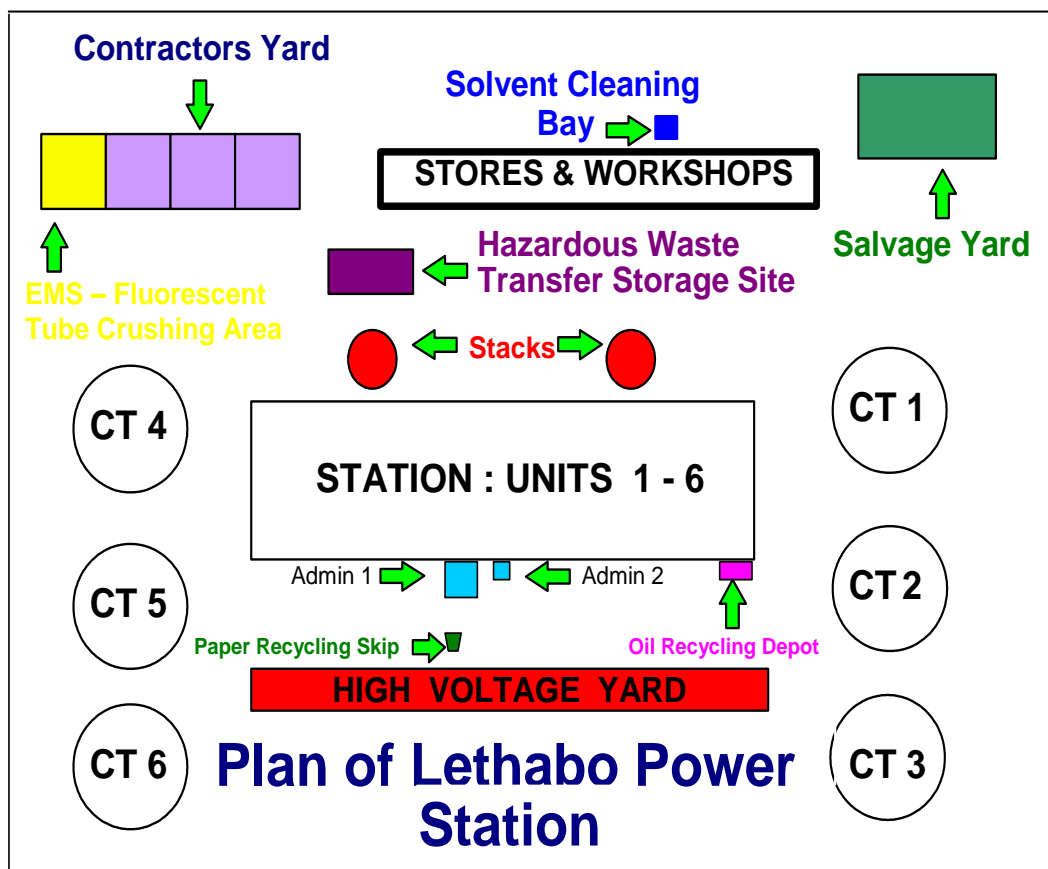 Contractors Yard
Solvent Cleaning
Bay
STORES & WORKSHOPS
Salvage Yard
Hazardous Waste
Transfer Storage Site
EMS – Fluorescent
Tube Crushing Area
Stacks
CT 4
CT 1
STATION : UNITS 1 - 6
Admin 1
Admin 2
CT 5
CT 2
Paper Recycling Skip
Oil Recycling Depot
HIGH VOLTAGE YARD
CT 6
CT 3
Plan of Lethabo Power
Station